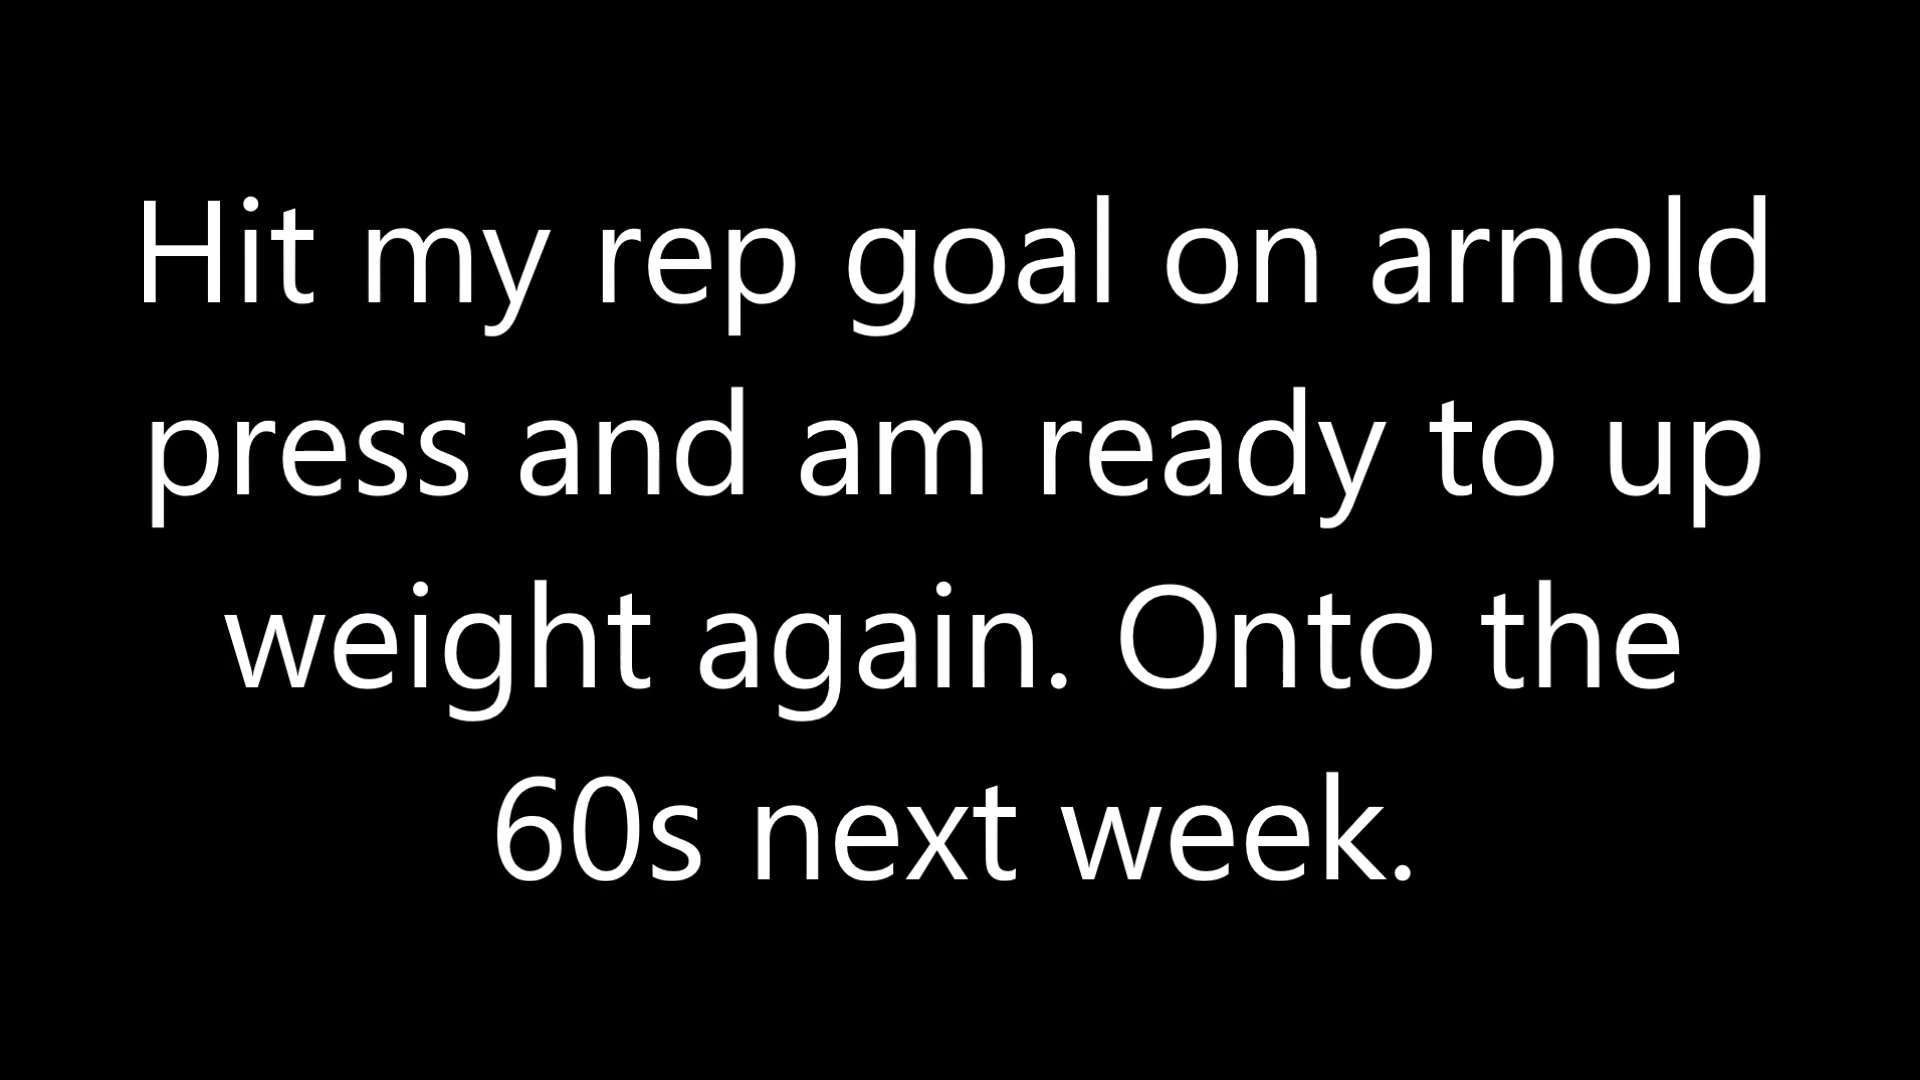 Hit my rep goal on arnold
press and am ready to up
weight again. Onto the
60s next week.